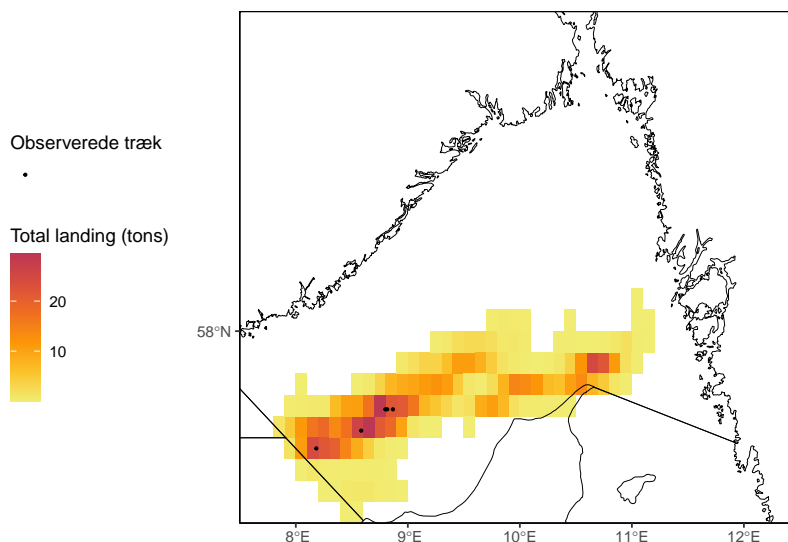 Observerede træk
Total landing (tons)
20
10
58°N
8°E
9°E
10°E
11°E
12°E